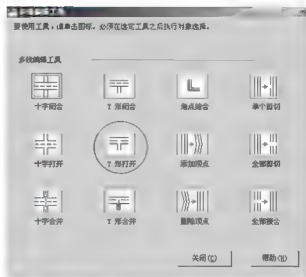 要使用工具，请单击图标。必须在选定工具之后执行对象选择。
多线编辑工具
十字闭合 T 形闭合 角点结合 单个剪切
十字打开 T 形打开 添加顶点 全部剪切
十字合并 T 形合并 删除顶点 全部接合
关闭(C) 帮助(H)